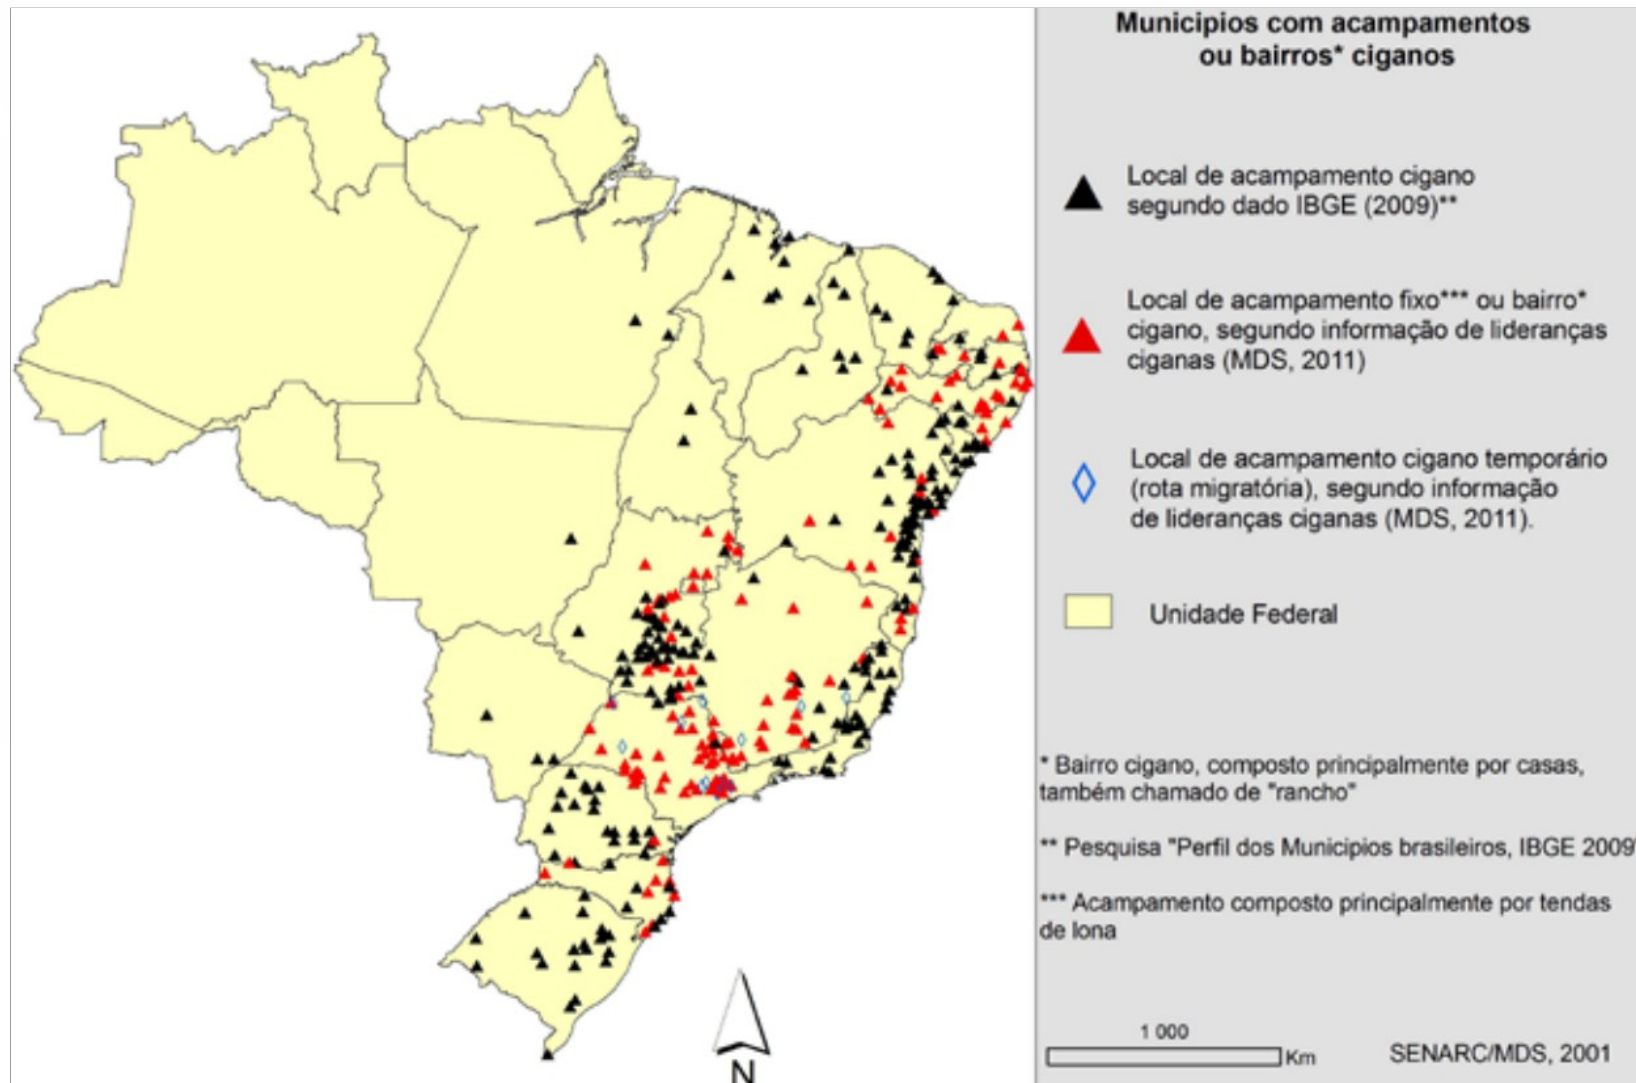 Municipios com acampamentos
ou bairros* ciganos
Local de acampamento cigano
segundo dado IBGE (2009)**
Local de acampamento fixo*** ou bairro*
cigano, segundo informação de lideranças
ciganas (MDS, 2011)
Local de acampamento cigano temporário
(rota migratória), segundo informação
de lideranças ciganas (MDS, 2011).
Unidade Federal
* Bairro cigano, composto principalmente por casas,
também chamado de "rancho"
** Pesquisa "Perfil dos Municipios brasileiros, IBGE 2009"
*** Acampamento composto principalmente por tendas
de lona
1 000
Km
SENARC/MDS, 2001
N